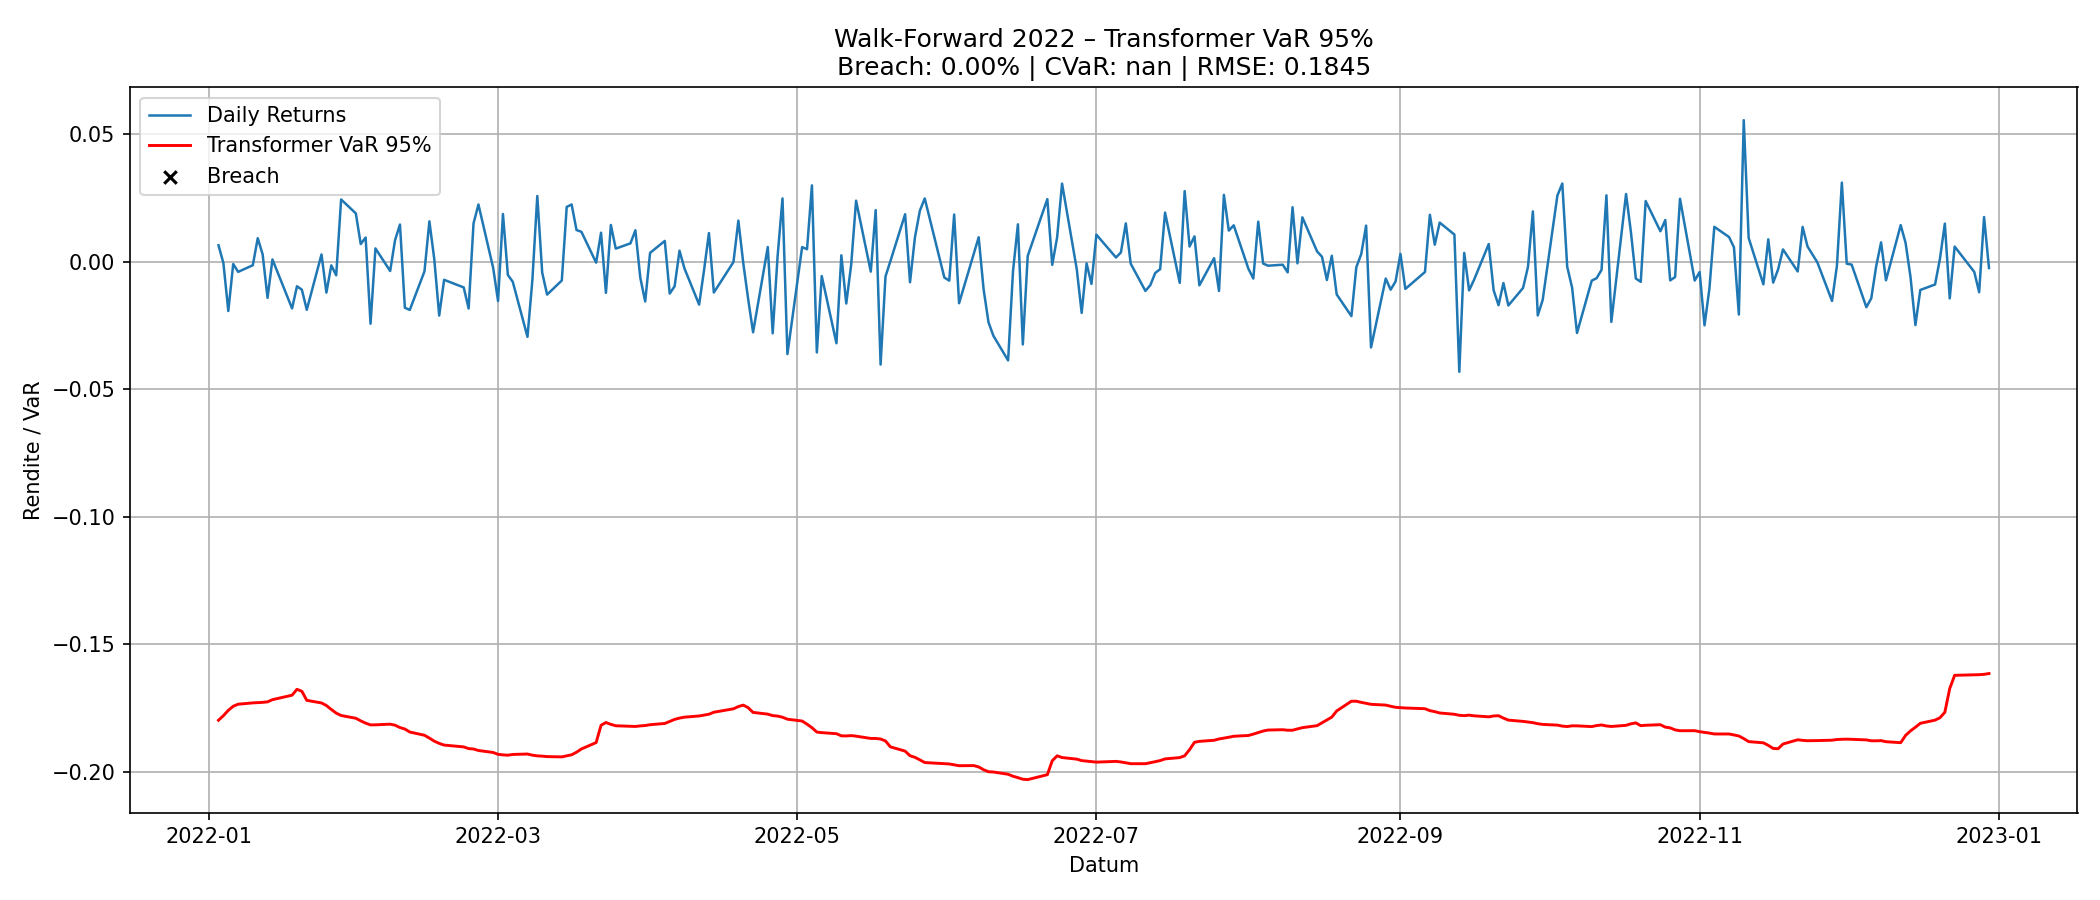 Walk-Forward 2022 – Transformer VaR 95%
Breach: 0.00% | CVaR: nan | RMSE: 0.1845
Daily Returns
Transformer VaR 95%
Breach
0.05
0.00
−0.05
−0.10
−0.15
−0.20
Rendite / VaR
2022-01
2022-03
2022-05
2022-07
2022-09
2022-11
2023-01
Datum